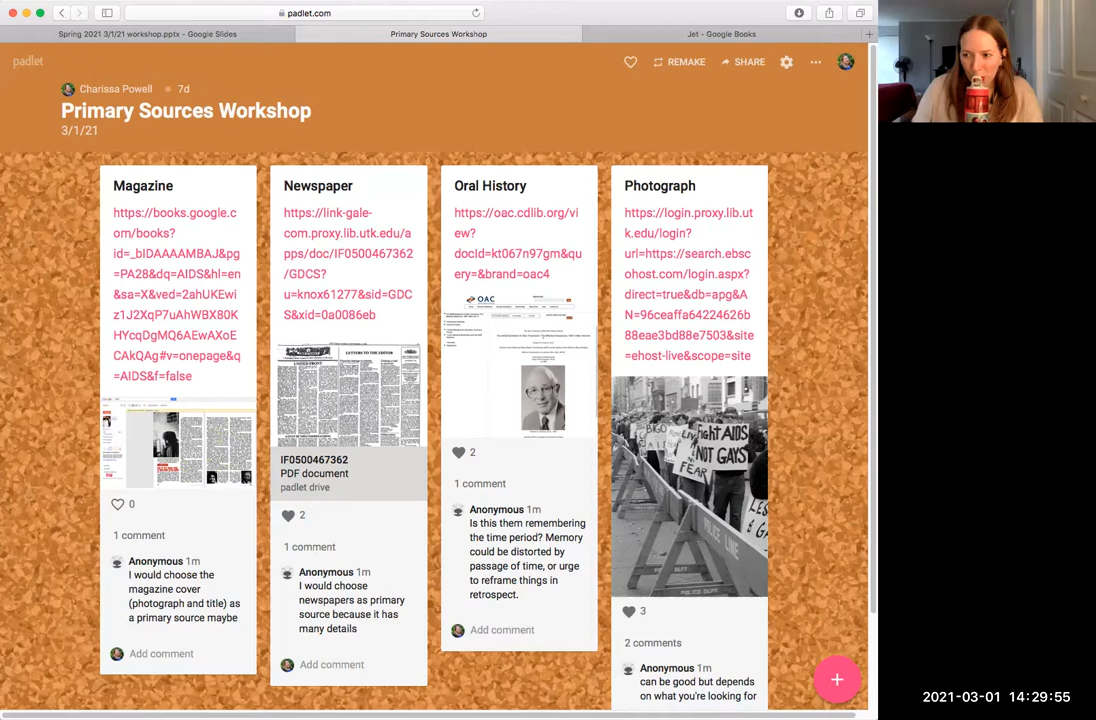 padlet.com
Spring 2021 3/1/21 workshop.pptx - Google Slides
Primary Sources Workshop
Jet - Google Books
padlet
REMAKE
SHARE
Charissa Powell
7d
Primary Sources Workshop
3/1/21
Magazine
https://books.google.c
om/books?
id=_bIDAAAAMBAJ&pg
=PA28&dq=AIDS&hl=en
&sa=X&ved=2ahUKEwi
z1J2XqP7uAhWBX80K
HYcqDgMQ6AEwAXoE
CAkQAg#v=onepage&q
=AIDS&f=false
0
1 comment
Anonymous 1m
I would choose the
magazine cover
(photograph and title) as
a primary source maybe
Add comment
Newspaper
https://link-gale-
com.proxy.lib.utk.edu/a
pps/doc/IF0500467362
/GDCS?
u=knox61277&sid=GDC
S&xid=0a0086eb
LETTERS TO THE EDITOR
IF0500467362
PDF document
padlet drive
2
1 comment
Anonymous 1m
I would choose
newspapers as primary
source because it has
many details
Add comment
Oral History
https://oac.cdlib.org/vi
ew?
docId=kt067n97gm&qu
ery=&brand=oac4
OAC
2
1 comment
Anonymous 1m
Is this them remembering
the time period? Memory
could be distorted by
passage of time, or urge
to reframe things in
retrospect.
Add comment
Photograph
https://login.proxy.lib.ut
k.edu/login?
url=https://search.ebsc
ohost.com/login.aspx?
direct=true&db=apg&A
N=96ceaffa64224626b
88eae3bd88e7503&site
=ehost-live&scope=site
FIGHT AIDS
NOT GAYS
FEAR
POLICE LINE
3
2 comments
Anonymous 1m
can be good but depends
on what you're looking for
+
2021-03-01 14:29:55